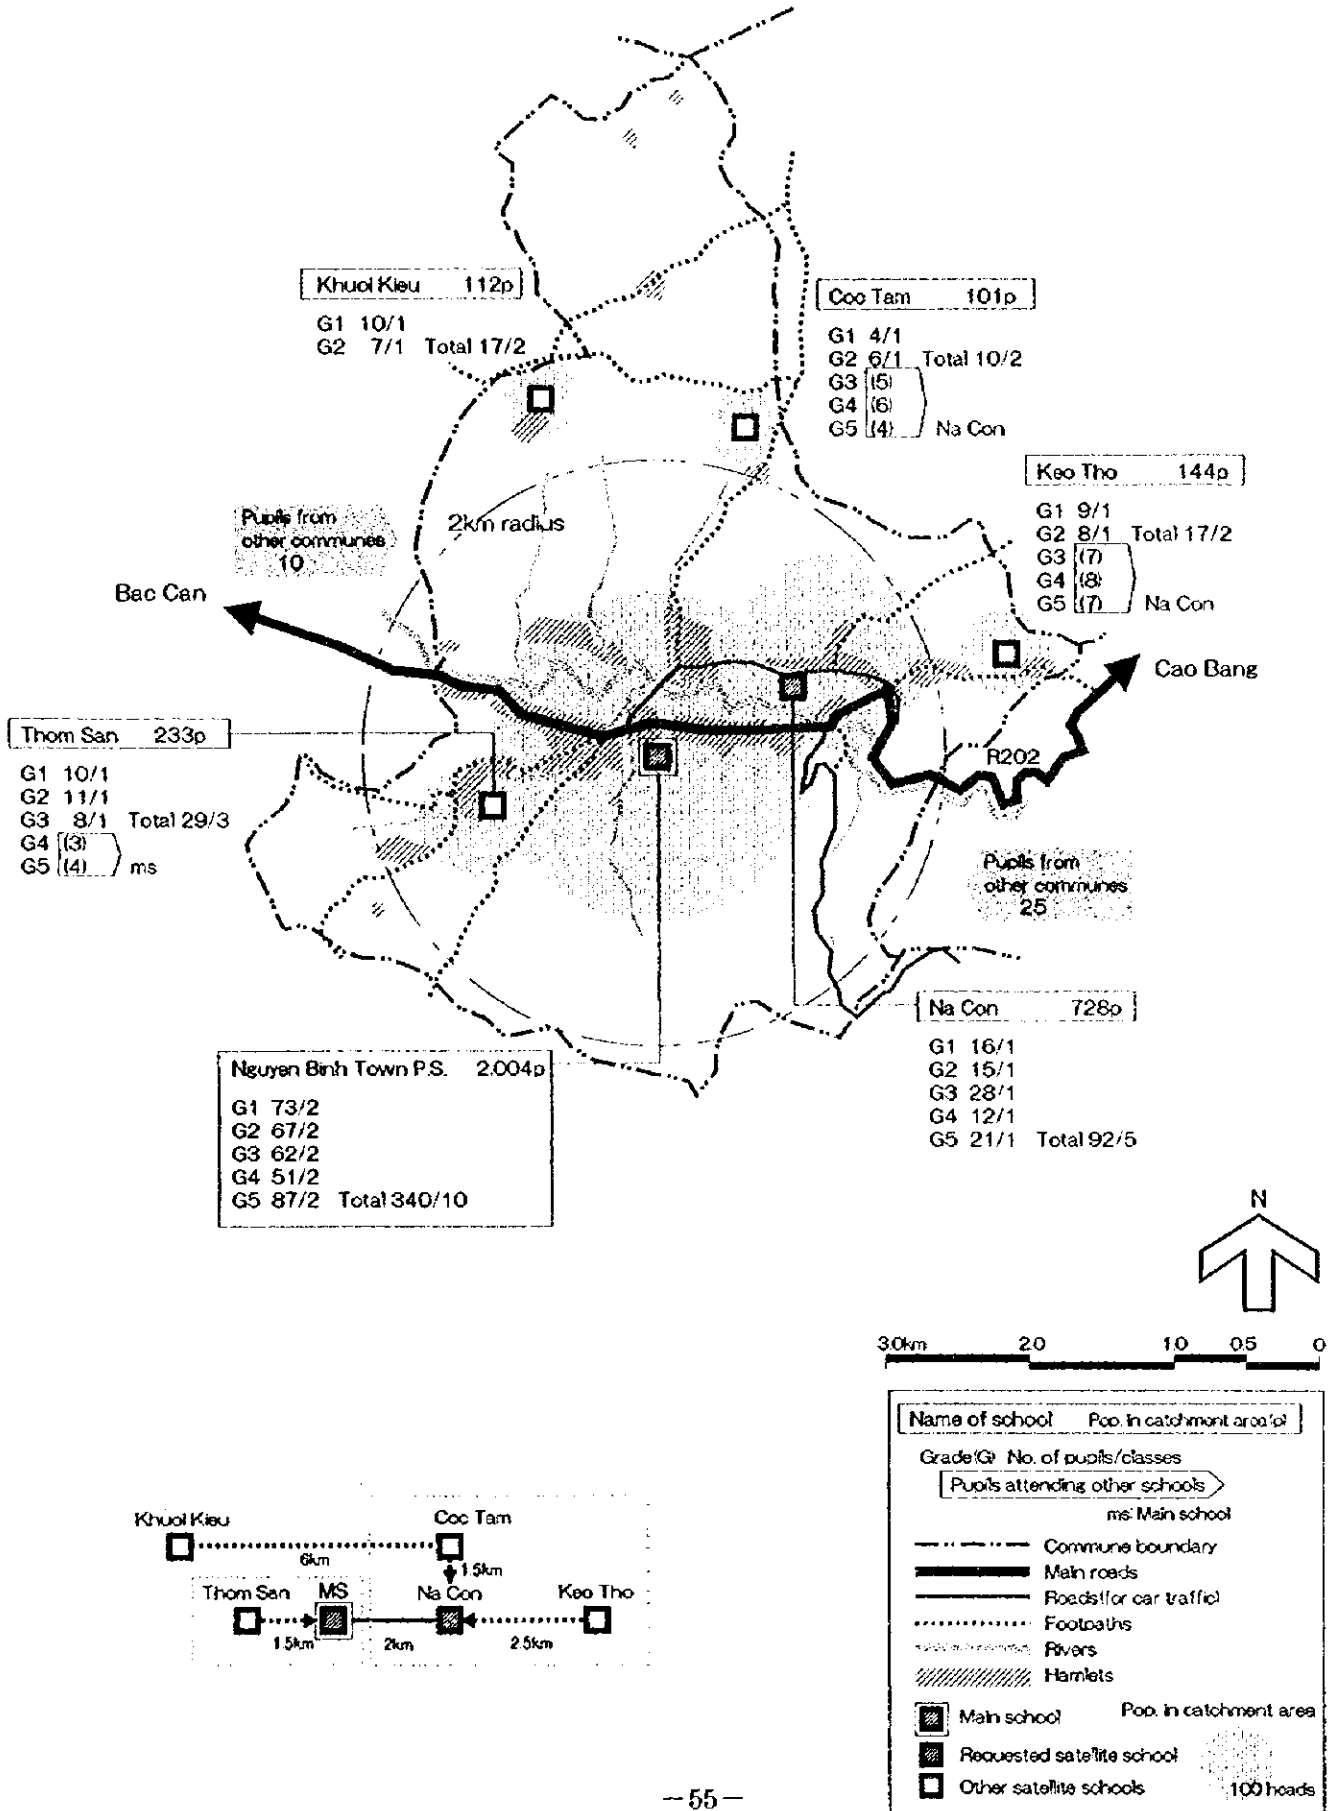 Khuol Kieu 112p
G1 10/1
G2 7/1 Total 17/2
Coc Tam 101p
G1 4/1
G2 6/1 Total 10/2
G3 (5)
G4 (6)
G5 (4) Na Con
Keo Tho 144p
G1 9/1
G2 8/1 Total 17/2
G3 (7)
G4 (8)
G5 (7) Na Con
Pupils from
other communes
10
2km radius
Bac Can
Cao Bang
R202
Thom San 233p
G1 10/1
G2 11/1
G3 8/1 Total 29/3
G4 (3)
G5 (4) ms
Pupils from
other communes
25
Na Con 728p
G1 16/1
G2 15/1
G3 28/1
G4 12/1
G5 21/1 Total 92/5
Nguyen Binh Town P.S. 2.004p
G1 73/2
G2 67/2
G3 62/2
G4 51/2
G5 87/2 Total 340/10
N
3.0km 2.0 1.0 0.5 0
Name of school Pop. in catchment area(p)
Grade(G) No. of pupils/classes
Pupils attending other schools
ms: Main school
Commune boundary
Main roads
Roads(for car traffic)
Footpaths
Rivers
Hamlets
Main school Pop. in catchment area
Requested satellite school
Other satellite schools 100 heads
Khuol Kieu Coc Tam
6km
1.5km
Thom San MS Na Con Keo Tho
1.5km 2km 2.5km
—55—